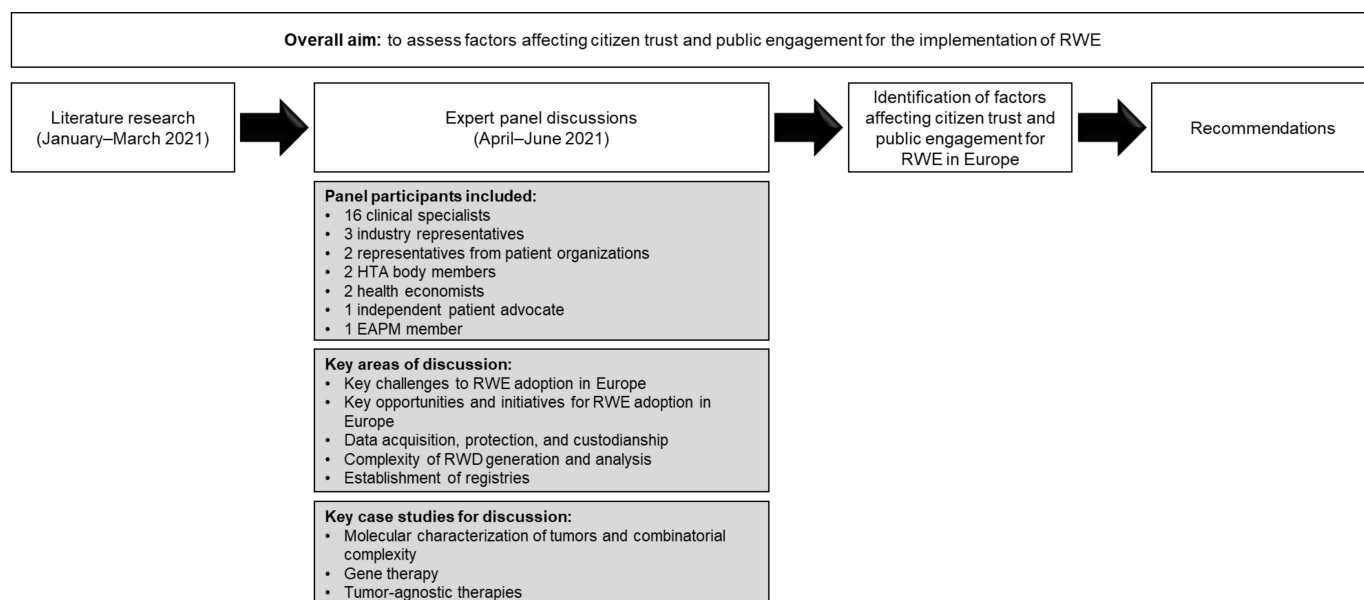 Overall aim: to assess factors affecting citizen trust and public engagement for the implementation of RWE
Literature research
(January–March 2021)
Expert panel discussions
(April–June 2021)
Identification of factors
affecting citizen trust and
public engagement for
RWE in Europe
Recommendations
Panel participants included:
• 16 clinical specialists
• 3 industry representatives
• 2 representatives from patient organizations
• 2 HTA body members
• 2 health economists
• 1 independent patient advocate
• 1 EAPM member
Key areas of discussion:
• Key challenges to RWE adoption in Europe
• Key opportunities and initiatives for RWE adoption in
Europe
• Data acquisition, protection, and custodianship
• Complexity of RWD generation and analysis
• Establishment of registries
Key case studies for discussion:
• Molecular characterization of tumors and combinatorial
complexity
• Gene therapy
• Tumor-agnostic therapies